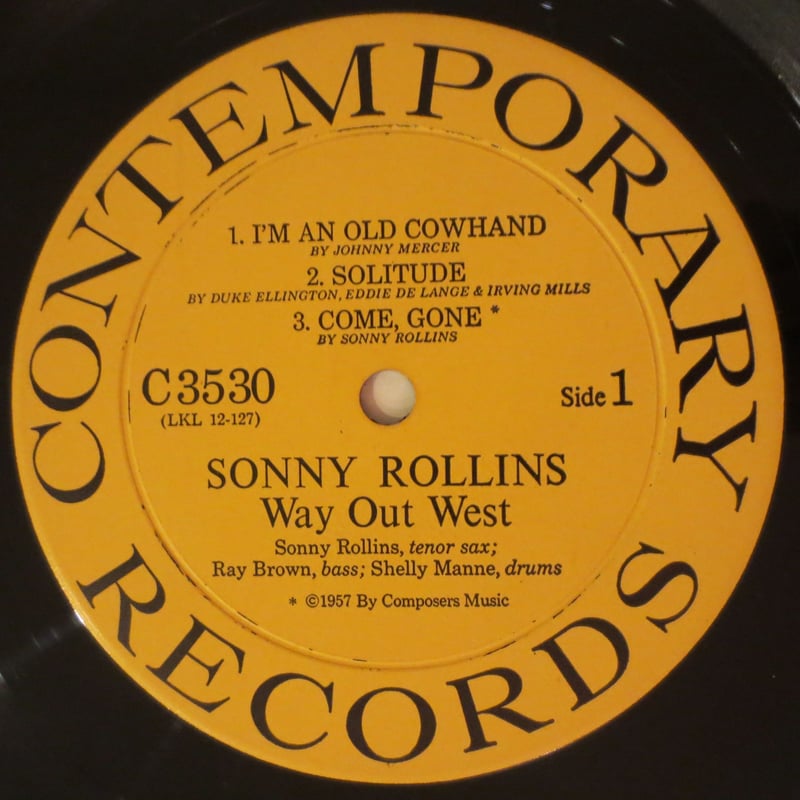 CONTEMPORARY
1. I'M AN OLD COWHAND
BY JOHNNY MERCER
2. SOLITUDE
BY DUKE ELLINGTON, EDDIE DE LANGE & IRVING MILLS
3. COME, GONE *
BY SONNY ROLLINS
C3530
(LKL 12-127)
Side 1
SONNY ROLLINS
Way Out West
Sonny Rollins, tenor sax;
Ray Brown, bass; Shelly Manne, drums
* ©1957 By Composers Music
RECORDS